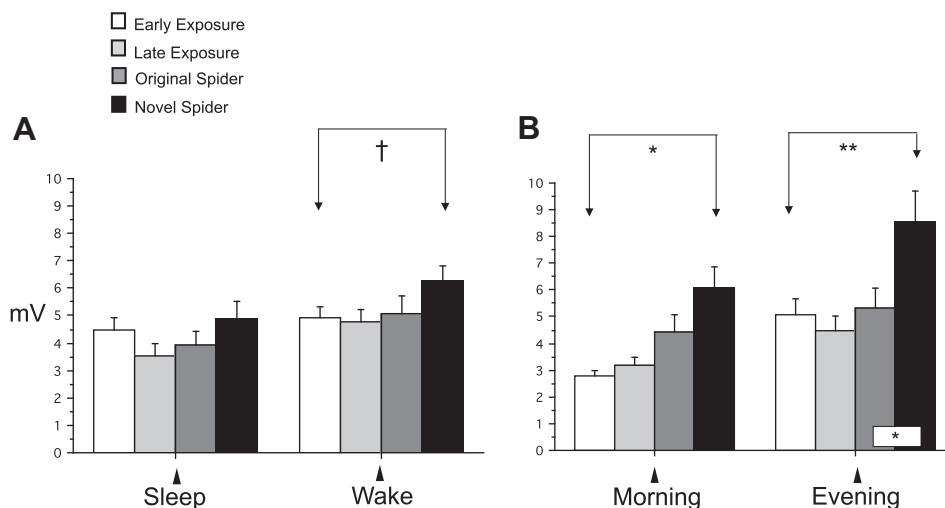 Early Exposure
Late Exposure
Original Spider
Novel Spider
A
†
10
9
8
7
6
5
4
3
2
1
0
mV
Sleep
Wake
B
*
**
10
9
8
7
6
5
4
3
2
1
0
*
Morning
Evening